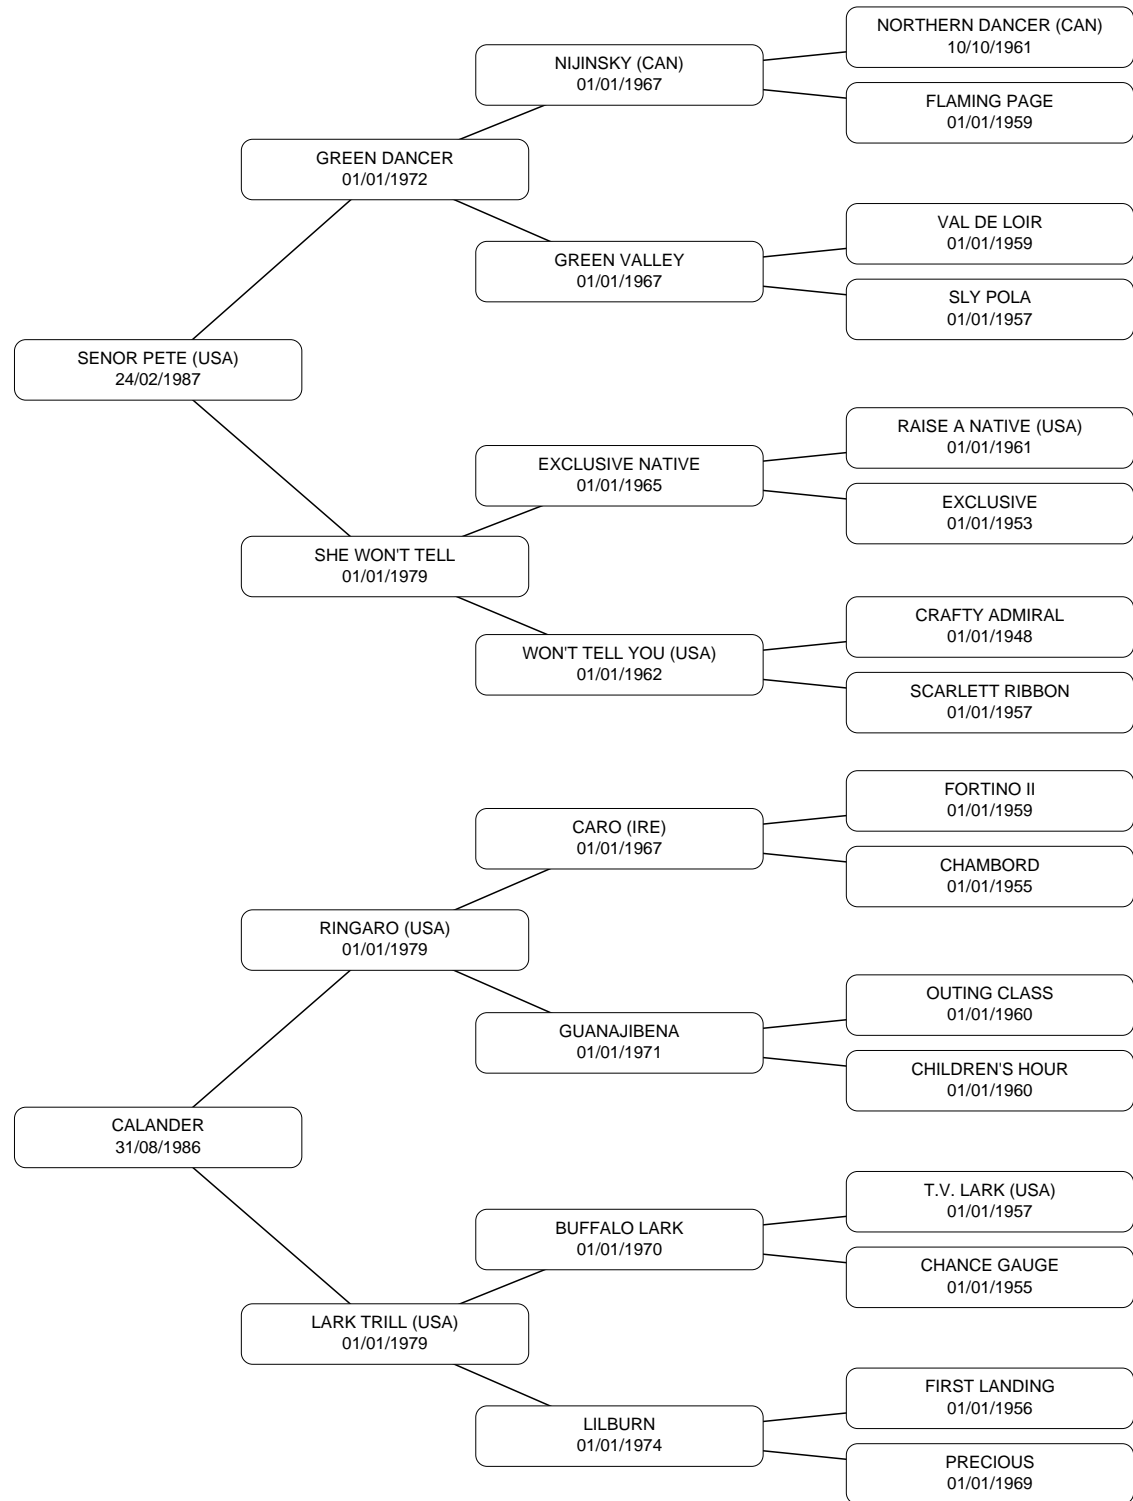 NORTHERN DANCER (CAN)
10/10/1961
NIJINSKY (CAN)
01/01/1967
FLAMING PAGE
01/01/1959
GREEN DANCER
01/01/1972
VAL DE LOIR
01/01/1959
GREEN VALLEY
01/01/1967
SLY POLA
01/01/1957
SENOR PETE (USA)
24/02/1987
RAISE A NATIVE (USA)
01/01/1961
EXCLUSIVE NATIVE
01/01/1965
EXCLUSIVE
01/01/1953
SHE WON'T TELL
01/01/1979
CRAFTY ADMIRAL
01/01/1948
WON'T TELL YOU (USA)
01/01/1962
SCARLETT RIBBON
01/01/1957
FORTINO II
01/01/1959
CARO (IRE)
01/01/1967
CHAMBORD
01/01/1955
RINGARO (USA)
01/01/1979
OUTING CLASS
01/01/1960
GUANAJIBENA
01/01/1971
CHILDREN'S HOUR
01/01/1960
CALANDER
31/08/1986
T.V. LARK (USA)
01/01/1957
BUFFALO LARK
01/01/1970
CHANCE GAUGE
01/01/1955
LARK TRILL (USA)
01/01/1979
FIRST LANDING
01/01/1956
LILBURN
01/01/1974
PRECIOUS
01/01/1969